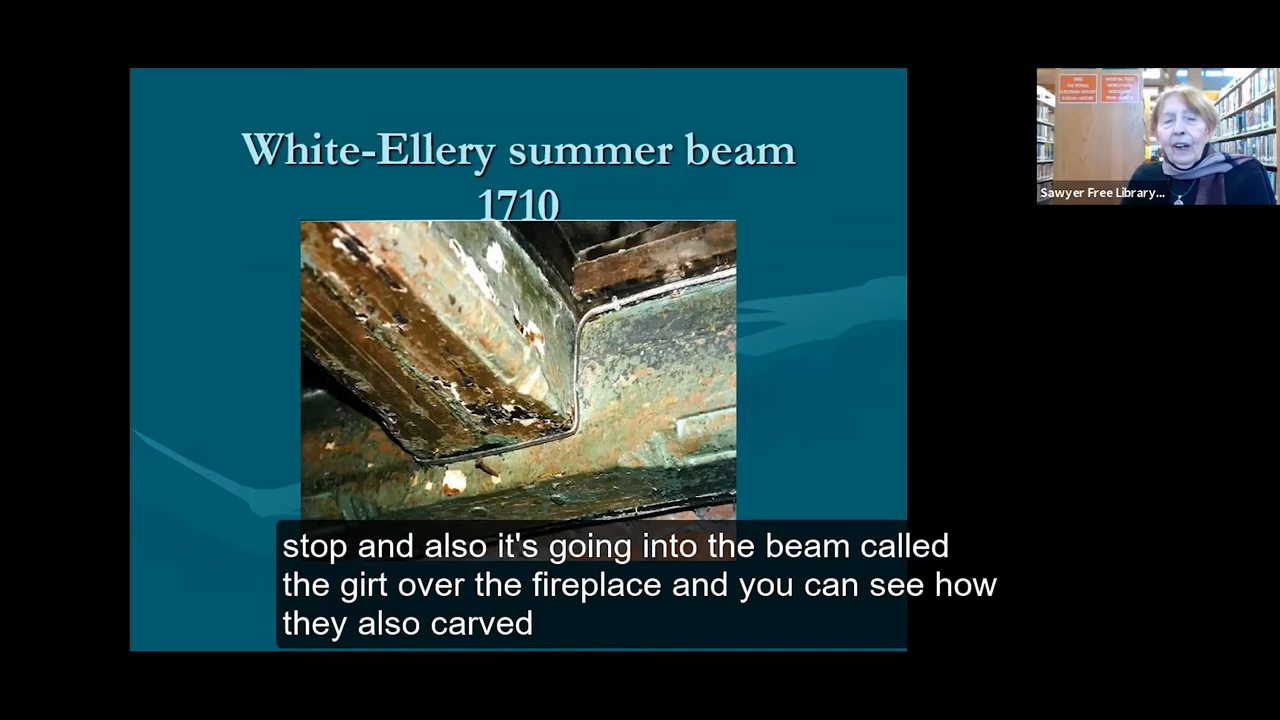 White-Ellery summer beam
1710
Sawyer Free Library...
stop and also it's going into the beam called
the girt over the fireplace and you can see how
they also carved